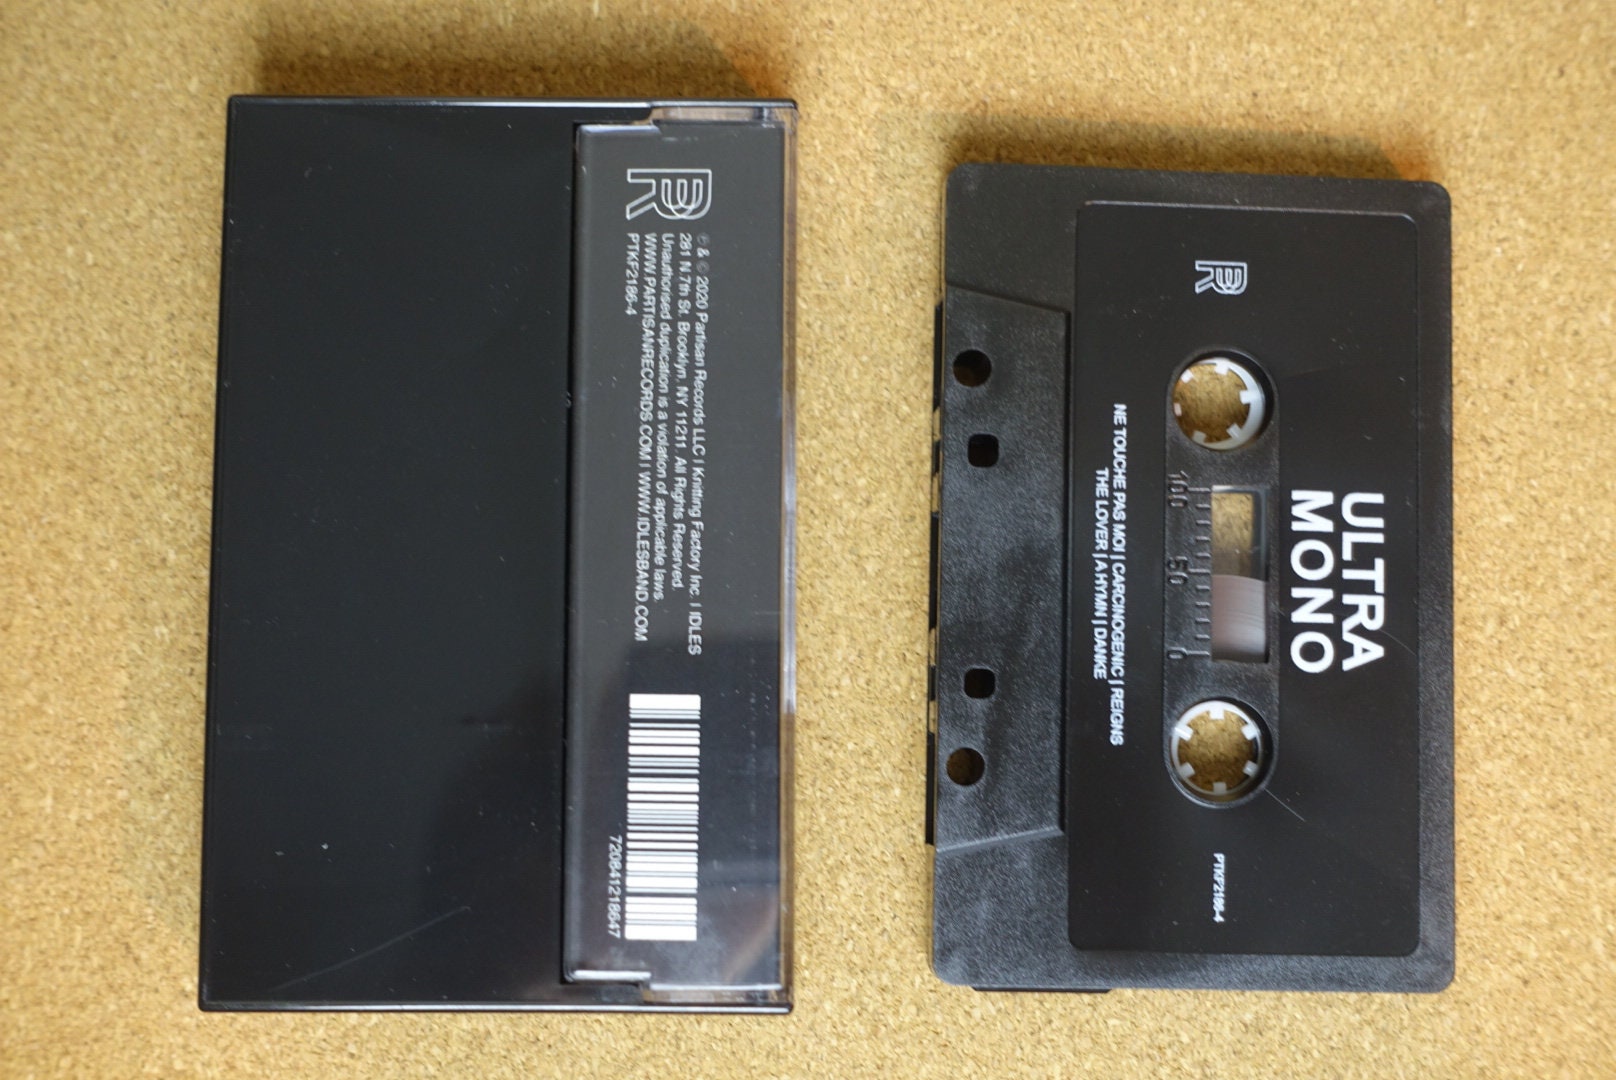 ℗ & © 2020 Partisan Records LLC | Knitting Factory Inc. | IDLES
281 N 7th St. Brooklyn, NY 11211. All Rights Reserved.
Unauthorised duplication is a violation of applicable laws.
WWW.PARTISANRECORDS.COM | WWW.IDLESBAND.COM
PTKF2186-4
720841218647
ULTRA
MONO
100 50 0
NE TOUCHE PAS MOI | CARCINOGENIC | REIGNS
THE LOVER | A HYMN | DANKE
PTKF2186-4